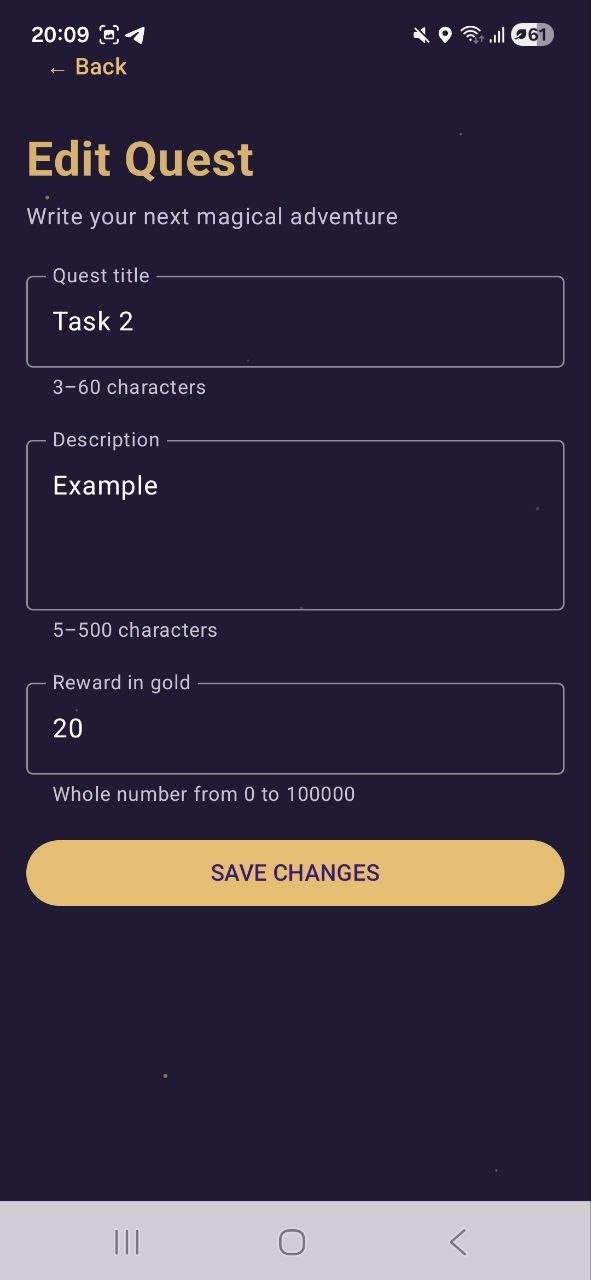 20:09
61
← Back
Edit Quest
Write your next magical adventure
Quest title
Task 2
3–60 characters
Description
Example
5–500 characters
Reward in gold
20
Whole number from 0 to 100000
SAVE CHANGES